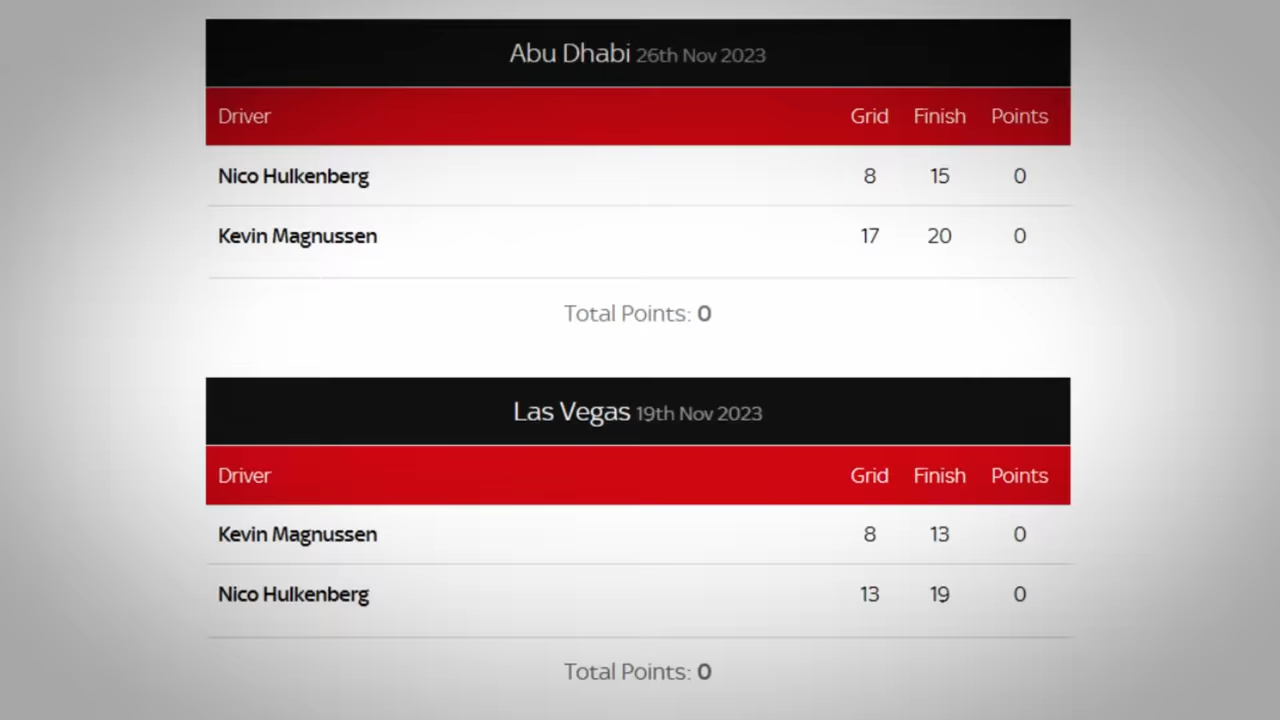 Abu Dhabi 26th Nov 2023
Driver Grid Finish Points
Nico Hulkenberg 8 15 0
Kevin Magnussen 17 20 0
Total Points: 0
Las Vegas 19th Nov 2023
Driver Grid Finish Points
Kevin Magnussen 8 13 0
Nico Hulkenberg 13 19 0
Total Points: 0